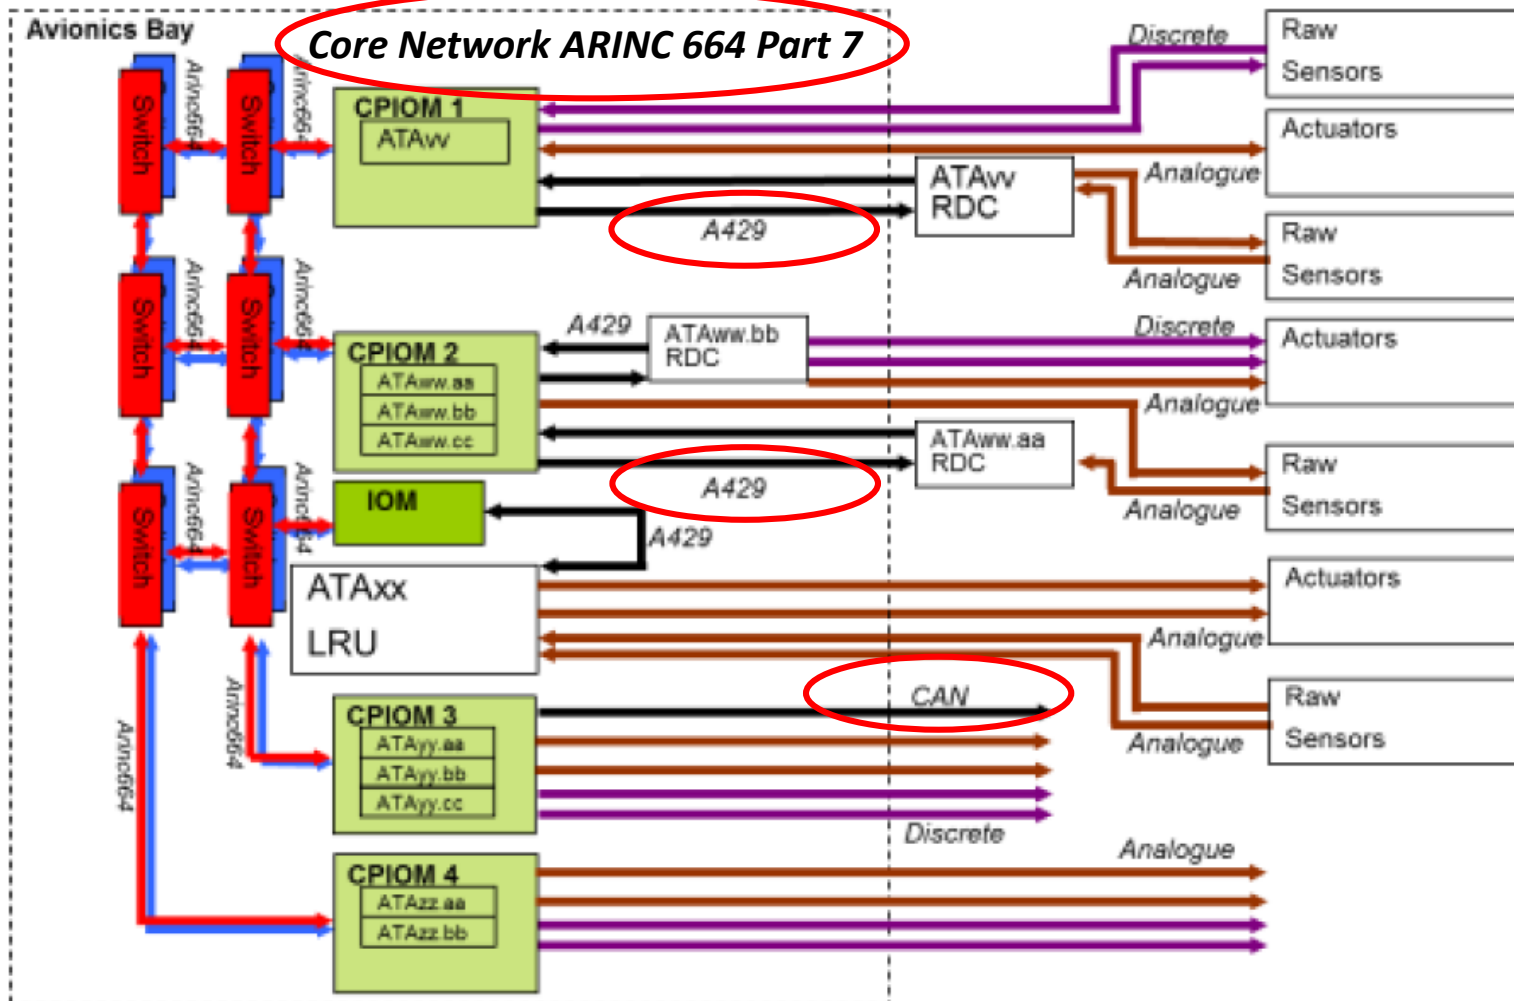 Avionics Bay
Core Network ARINC 664 Part 7
Discrete
Raw
Sensors
Switch
Arinc664
Switch
Arinc664
CPIOM 1
ATAvv
Actuators
Analogue
ATAvv
RDC
A429
Raw
Sensors
Analogue
Switch
Arinc664
Switch
Arinc664
CPIOM 2
ATAww.aa
ATAww.bb
ATAww.cc
A429
ATAww.bb
RDC
Discrete
Actuators
Analogue
ATAww.aa
RDC
A429
Raw
Sensors
Analogue
Switch
Arinc664
Switch
Arinc664
IOM
A429
ATAxx
LRU
Actuators
Analogue
Raw
Sensors
Analogue
Arinc664
Arinc664
CPIOM 3
ATAyy.aa
ATAyy.bb
ATAyy.cc
CAN
Discrete
CPIOM 4
ATAzz.aa
ATAzz.bb
Analogue